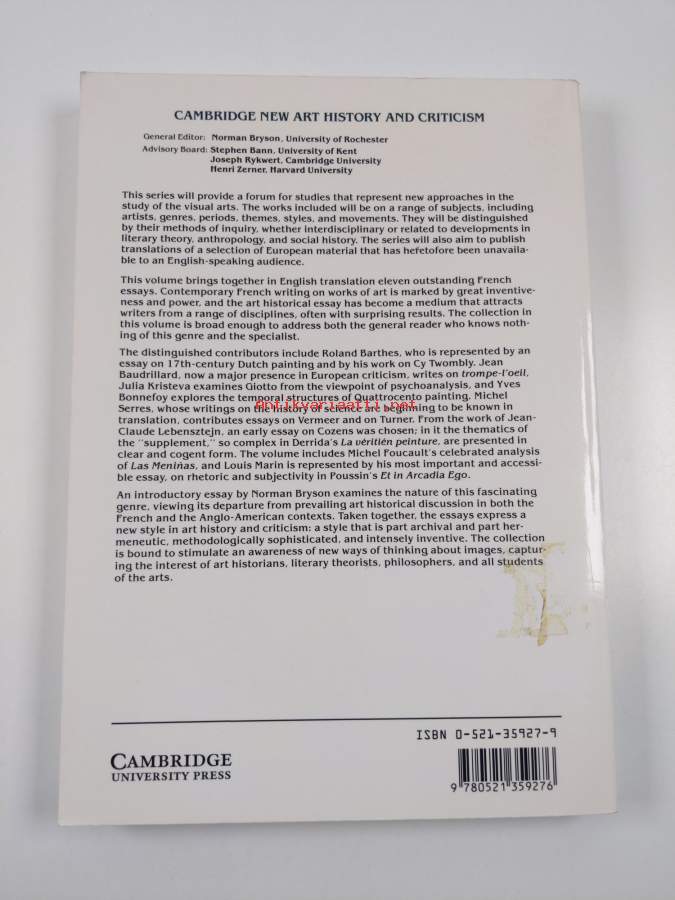 CAMBRIDGE NEW ART HISTORY AND CRITICISM
General Editor: Norman Bryson, University of Rochester
Advisory Board: Stephen Bann, University of Kent
Joseph Rykwert, Cambridge University
Henri Zerner, Harvard University
This series will provide a forum for studies that represent new approaches in the
study of the visual arts. The works included will be on a range of subjects, including
artists, genres, periods, themes, styles, and movements. They will be distinguished
by their methods of inquiry, whether interdisciplinary or related to developments in
literary theory, anthropology, and social history. The series will also aim to publish
translations of a selection of European material that has heretofore been unavaila-
ble to an English-speaking audience.
This volume brings together in English translation eleven outstanding French
essays. Contemporary French writing on works of art is marked by great inventive-
ness and power, and the art historical essay has become a medium that attracts
writers from a range of disciplines, often with surprising results. The collection in
this volume is broad enough to address both the general reader who knows noth-
ing of this genre and the specialist.
The distinguished contributors include Roland Barthes, who is represented by an
essay on 17th-century Dutch painting and by his work on Cy Twombly. Jean
Baudrillard, now a major presence in European criticism, writes on trompe-l'oeil,
Julia Kristeva examines Giotto from the viewpoint of psychoanalysis, and Yves
Bonnefoy explores the temporal structures of Quattrocento painting. Michel
antikvariaatti.net
Serres, whose writings on the history of science are beginning to be known in
translation, contributes essays on Vermeer and on Turner. From the work of Jean-
Claude Lebensztejn, an early essay on Cozens was chosen; in it the thematics of
the "supplement," so complex in Derrida's La véritién peinture, are presented in
clear and cogent form. The volume includes Michel Foucault's celebrated analysis
of Las Meniñas, and Louis Marin is represented by his most important and accessi-
ble essay, on rhetoric and subjectivity in Poussin's Et in Arcadia Ego.
An introductory essay by Norman Bryson examines the nature of this fascinating
genre, viewing its departure from prevailing art historical discussion in both the
French and the Anglo-American contexts. Taken together, the essays express a
new style in art history and criticism: a style that is part archival and part her-
meneutic, methodologically sophisticated, and intensely inventive. The collection
is bound to stimulate an awareness of new ways of thinking about images, captur-
ing the interest of art historians, literary theorists, philosophers, and all students
of the arts.
ISBN 0-521-35927-9
CAMBRIDGE
UNIVERSITY PRESS
9 780521 359276